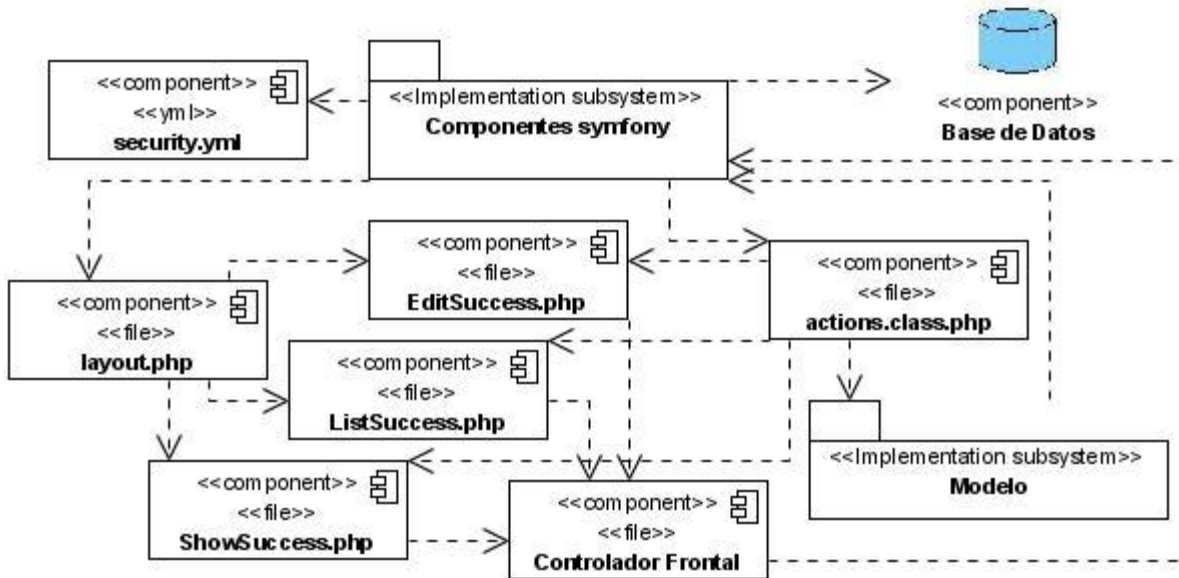 <<component>>
<<yml>>
security.yml
<<Implementation subsystem>>
Componentes symfony
<<component>>
Base de Datos
<<component>>
<<file>>
EditSuccess.php
<<component>>
<<file>>
actions.class.php
<<component>>
<<file>>
layout.php
<<component>>
<<file>>
ListSuccess.php
<<Implementation subsystem>>
Modelo
<<component>>
<<file>>
ShowSuccess.php
<<component>>
<<file>>
Controlador Frontal